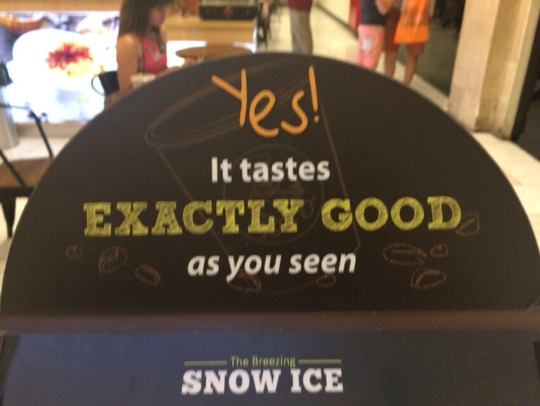 Yes!
It tastes
EXACTLY GOOD
as you seen
The Breezing
SNOW ICE